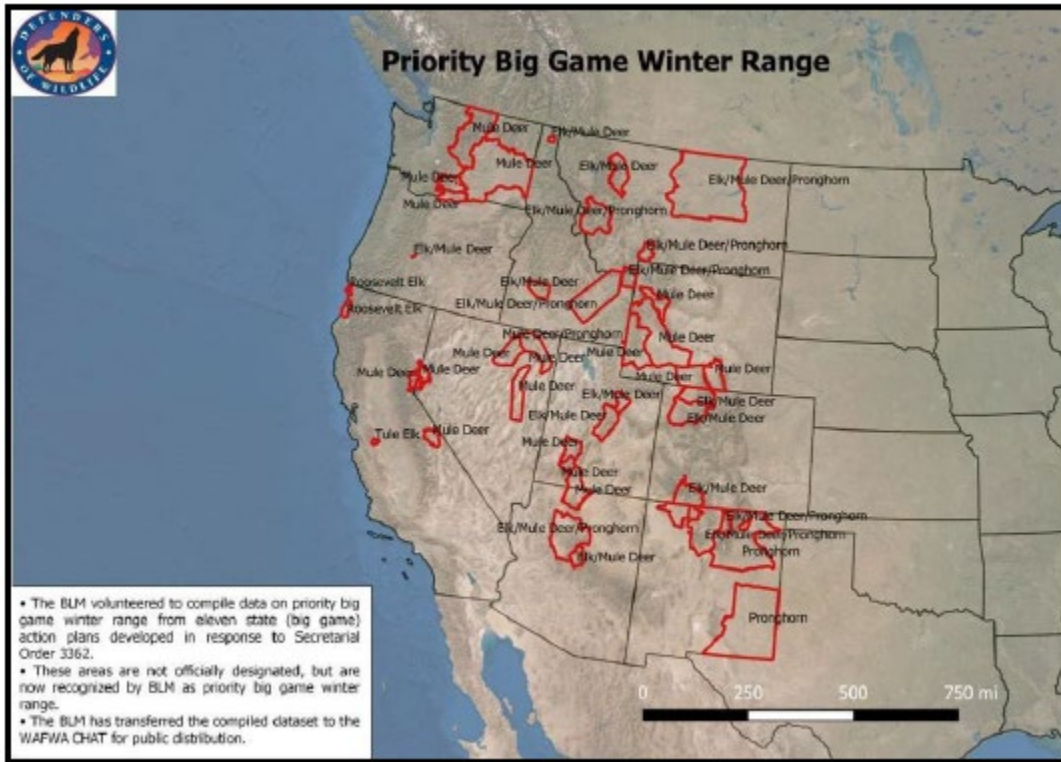 DEFENDERS
OF WILDLIFE
Priority Big Game Winter Range
Mule Deer
Elk/Mule Deer
Mule Deer
Elk/Mule Deer
Elk/Mule Deer/Pronghorn
Mule Deer
Mule Deer
Elk/Mule Deer/Pronghorn
Elk/Mule Deer
Elk/Mule Deer/Pronghorn
Elk/Mule Deer/Pronghorn
Roosevelt Elk
Elk/Mule Deer
Mule Deer
Roosevelt Elk
Elk/Mule Deer/Pronghorn
Mule Deer/Pronghorn
Mule Deer
Mule Deer
Mule Deer
Mule Deer
Mule Deer
Mule Deer
Mule Deer
Mule Deer
Mule Deer
Elk/Mule Deer
Elk/Mule Deer
Elk/Mule Deer
Elk/Mule Deer
Tule Elk
Mule Deer
Mule Deer
Mule Deer
Mule Deer
Elk/Mule Deer
Elk/Mule Deer/Pronghorn
Elk/Mule Deer/Pronghorn
Elk/Mule Deer/Pronghorn
Pronghorn
Elk/Mule Deer
Pronghorn
• The BLM volunteered to compile data on priority big
game winter range from eleven state (big game)
action plans developed in response to Secretarial
Order 3362.
• These areas are not officially designated, but are
now recognized by BLM as priority big game winter
range.
• The BLM has transferred the compiled dataset to the
WAFWA CHAT for public distribution.
0 250 500 750 mi